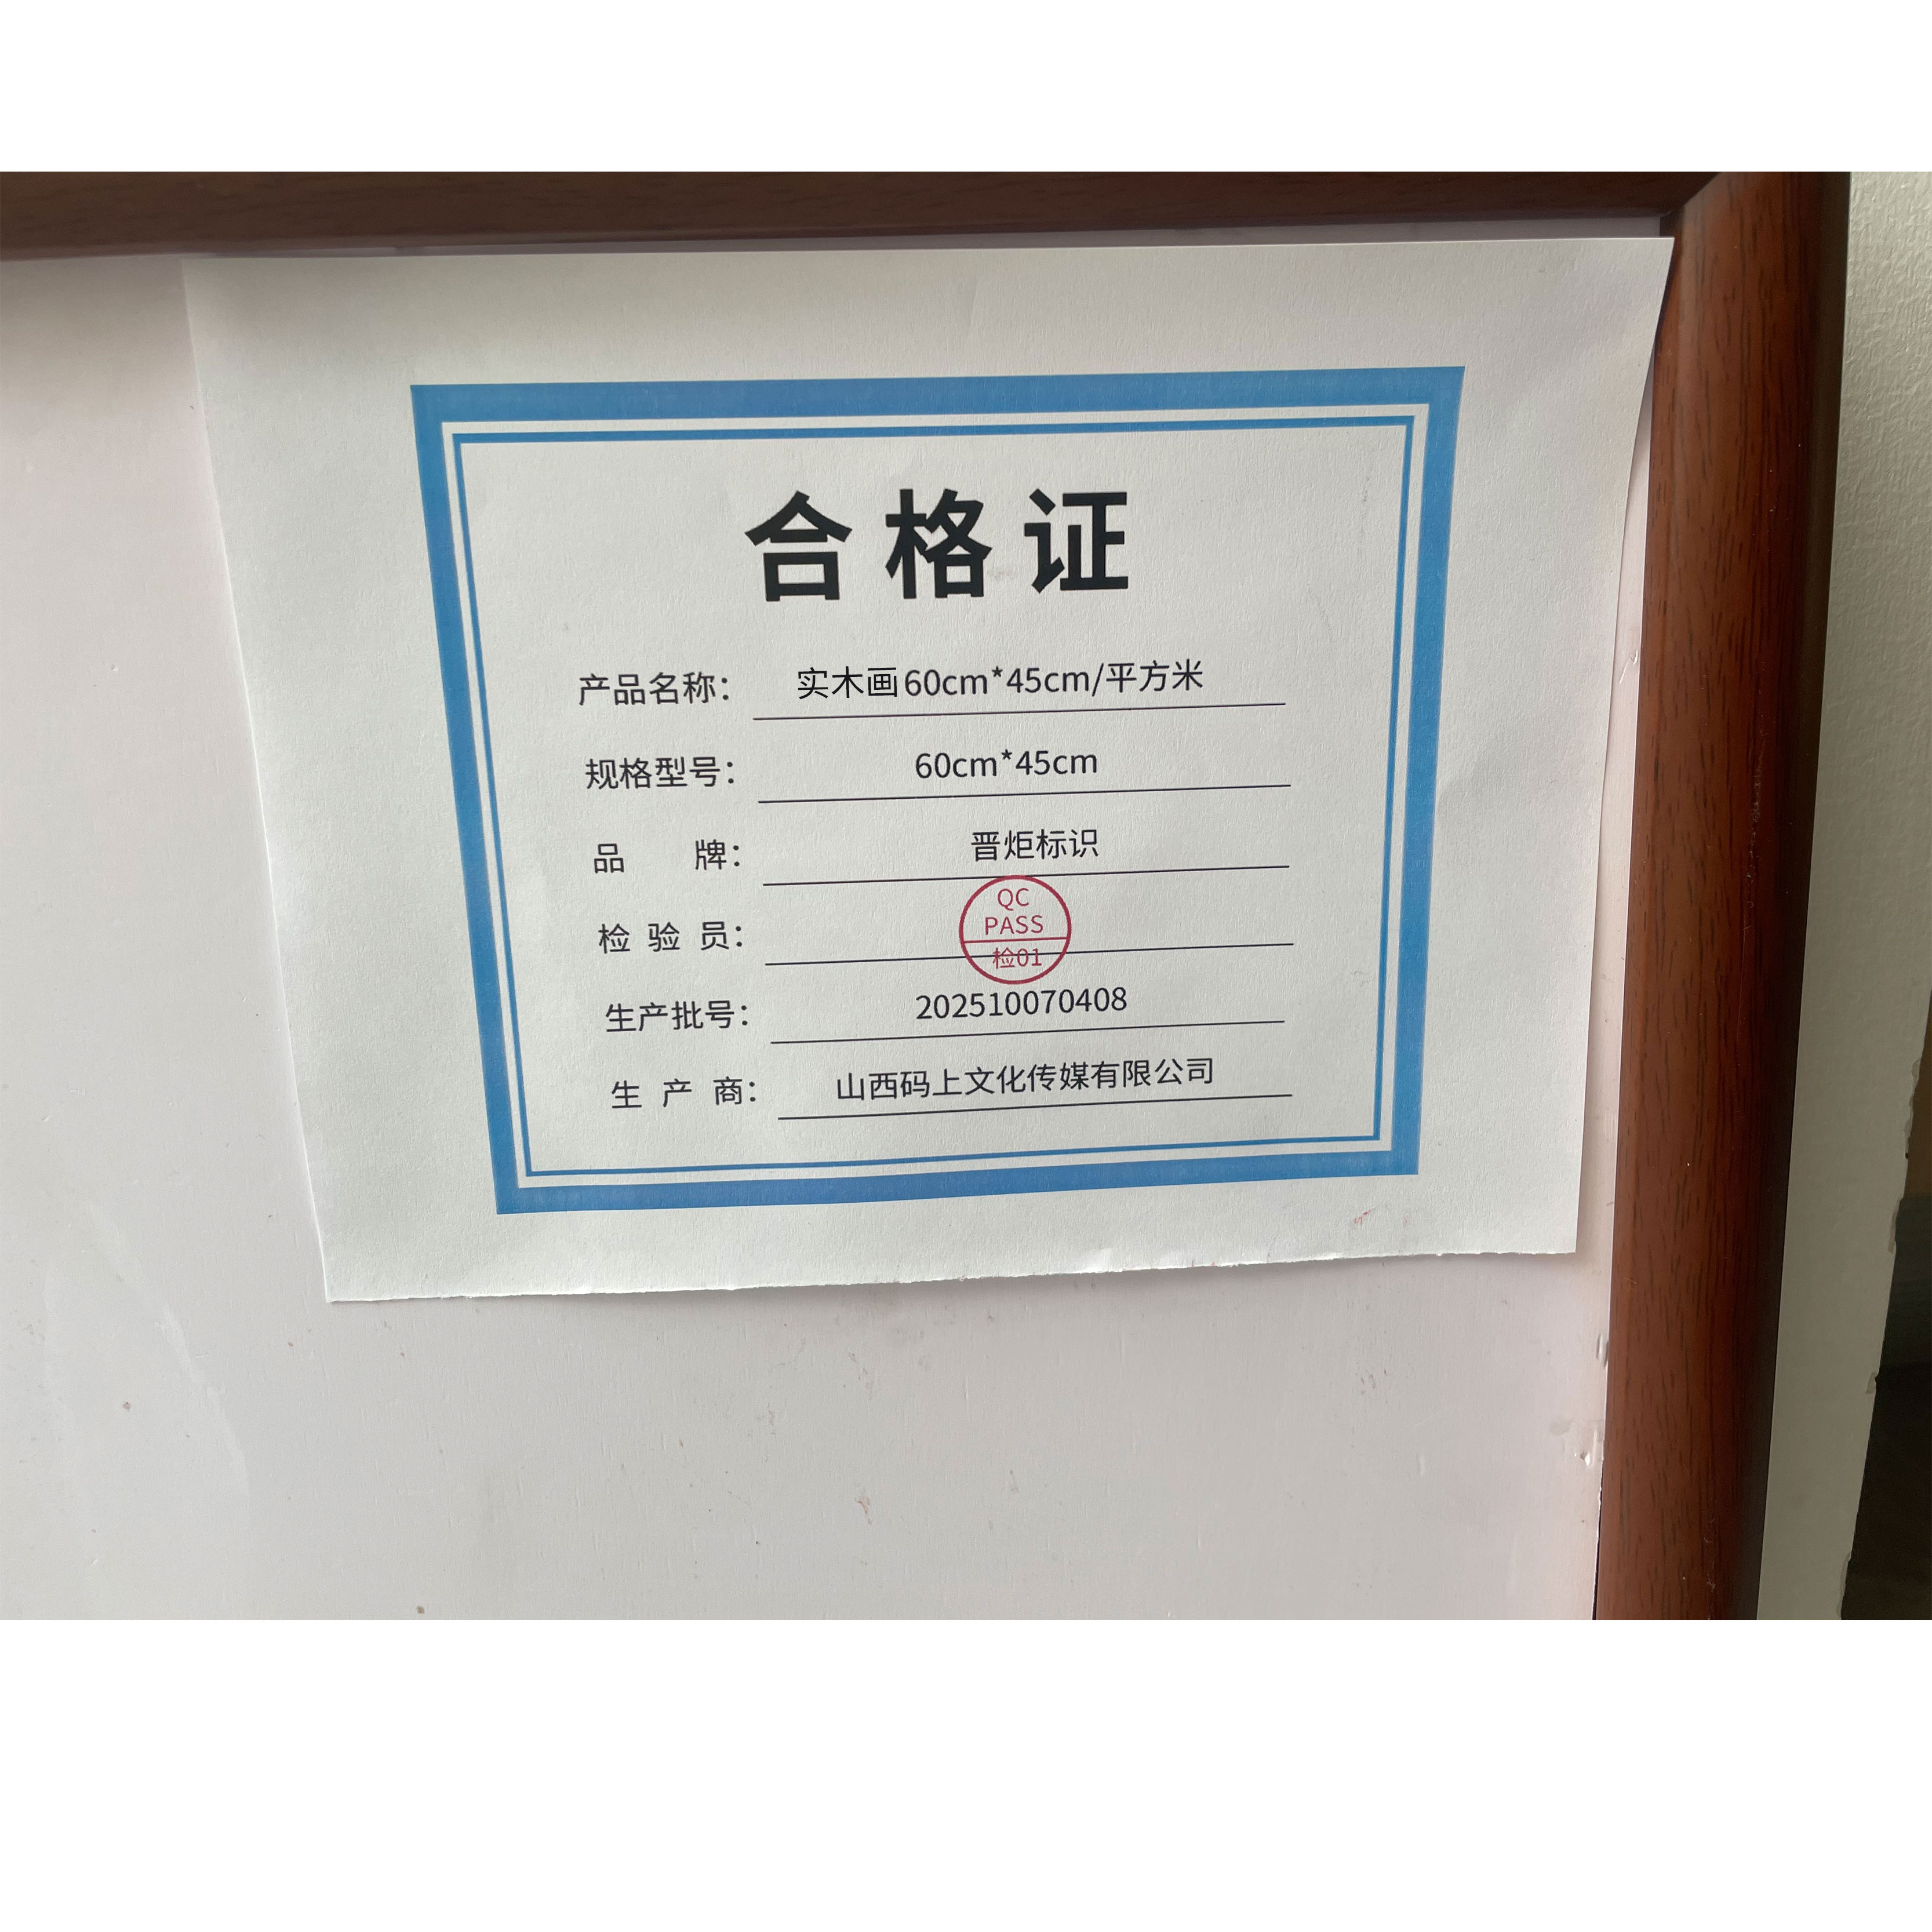 合格证
产品名称： 实木画60cm*45cm/平方米
规格型号： 60cm*45cm
品 牌： 晋炬标识
检 验 员：
QC
PASS
检01
生产批号： 202510070408
生 产 商： 山西码上文化传媒有限公司